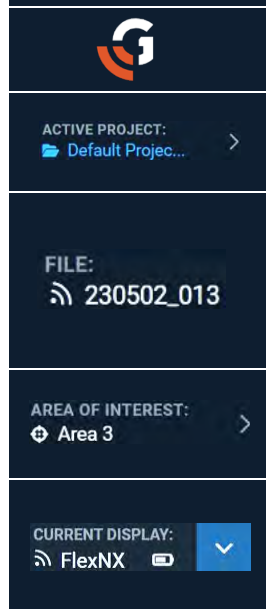 ACTIVE PROJECT:
Default Projec...
FILE:
230502_013
AREA OF INTEREST:
Area 3
CURRENT DISPLAY:
FlexNX